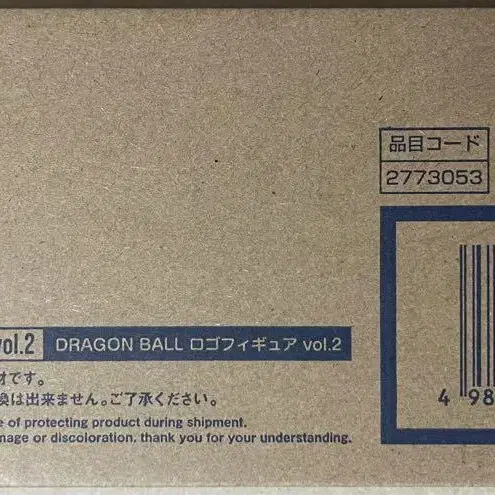 品目コード
2773053
vol.2 DRAGON BALL ロゴフィギュア vol.2
材です。
換は出来ません。ご了承ください。
e of protecting product during shipment.
mage or discoloration. thank you for your understanding.
4 98